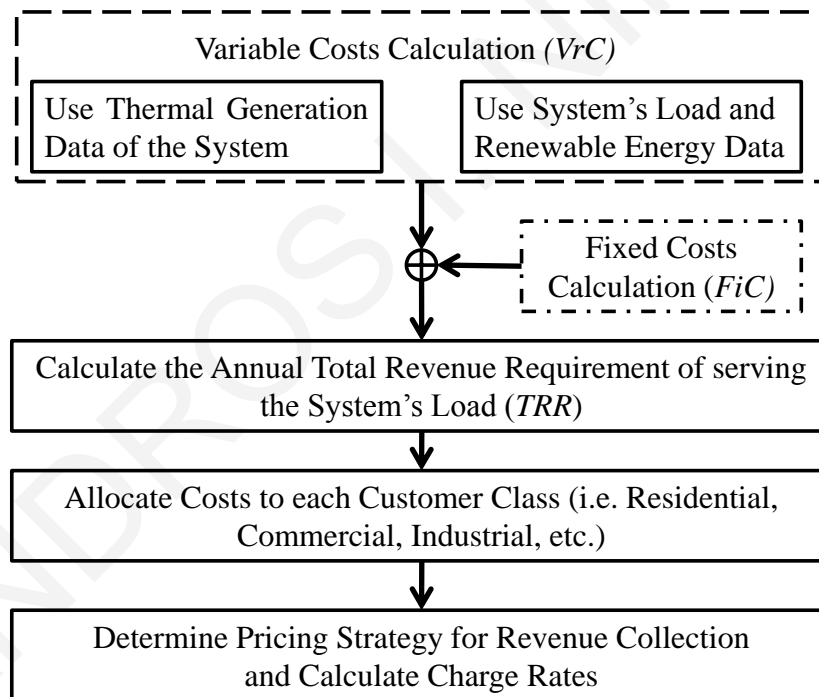 Variable Costs Calculation (VrC)
Use Thermal Generation
Data of the System
Use System's Load and
Renewable Energy Data
Fixed Costs
Calculation (FiC)
Calculate the Annual Total Revenue Requirement of serving
the System's Load (TRR)
Allocate Costs to each Customer Class (i.e. Residential,
Commercial, Industrial, etc.)
Determine Pricing Strategy for Revenue Collection
and Calculate Charge Rates